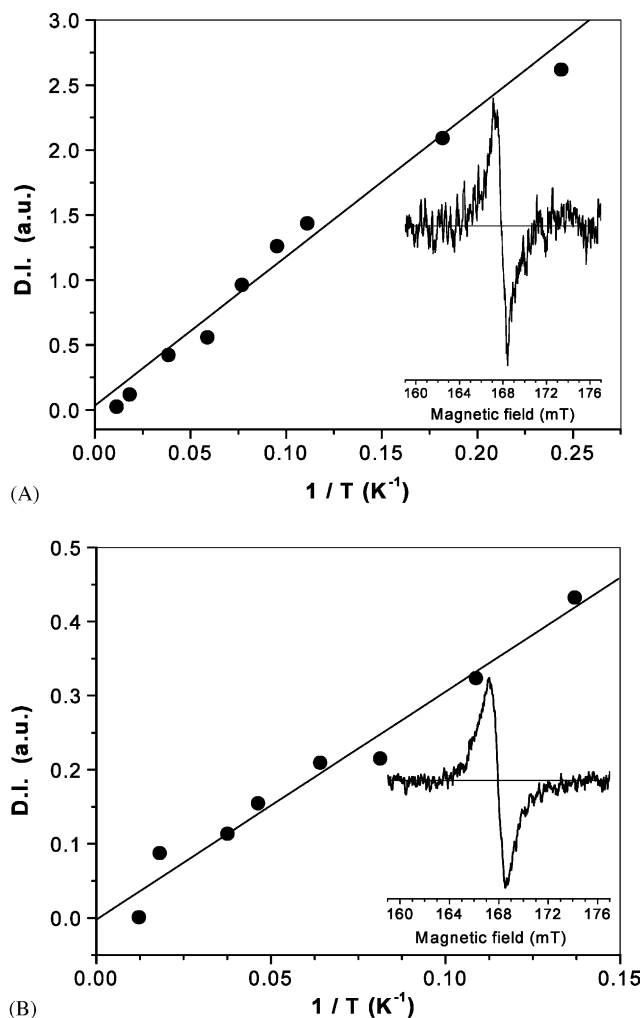 3.0
2.5
2.0
1.5
1.0
0.5
0.0
D.I. (a.u.)
160 164 168 172 176
Magnetic field (mT)
0.00 0.05 0.10 0.15 0.20 0.25
1 / T (K⁻¹)
(A)
0.5
0.4
0.3
0.2
0.1
0.0
D.I. (a.u.)
160 164 168 172 176
Magnetic field (mT)
0.00 0.05 0.10 0.15
1 / T (K⁻¹)
(B)